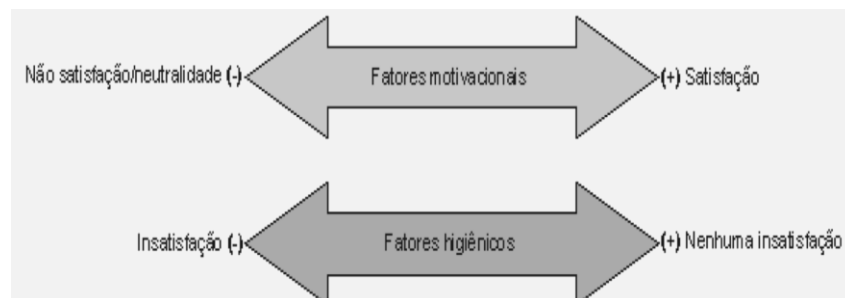 Não satisfação/neutralidade (-) Fatores motivacionais (+) Satisfação
Insatisfação (-) Fatores higiênicos (+) Nenhuma insatisfação